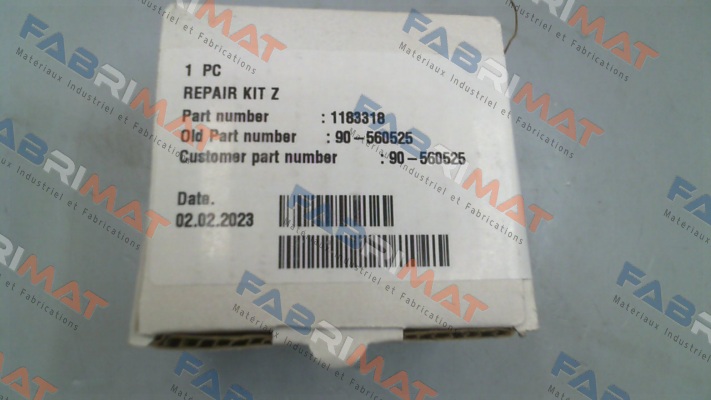 1 PC
REPAIR KIT Z
Part number : 1183318
Old Part number : 90-560525
Customer part number : 90-560525
Date.
02.02.2023
FABRIMAT
Materiaux Industriel et Fabrications